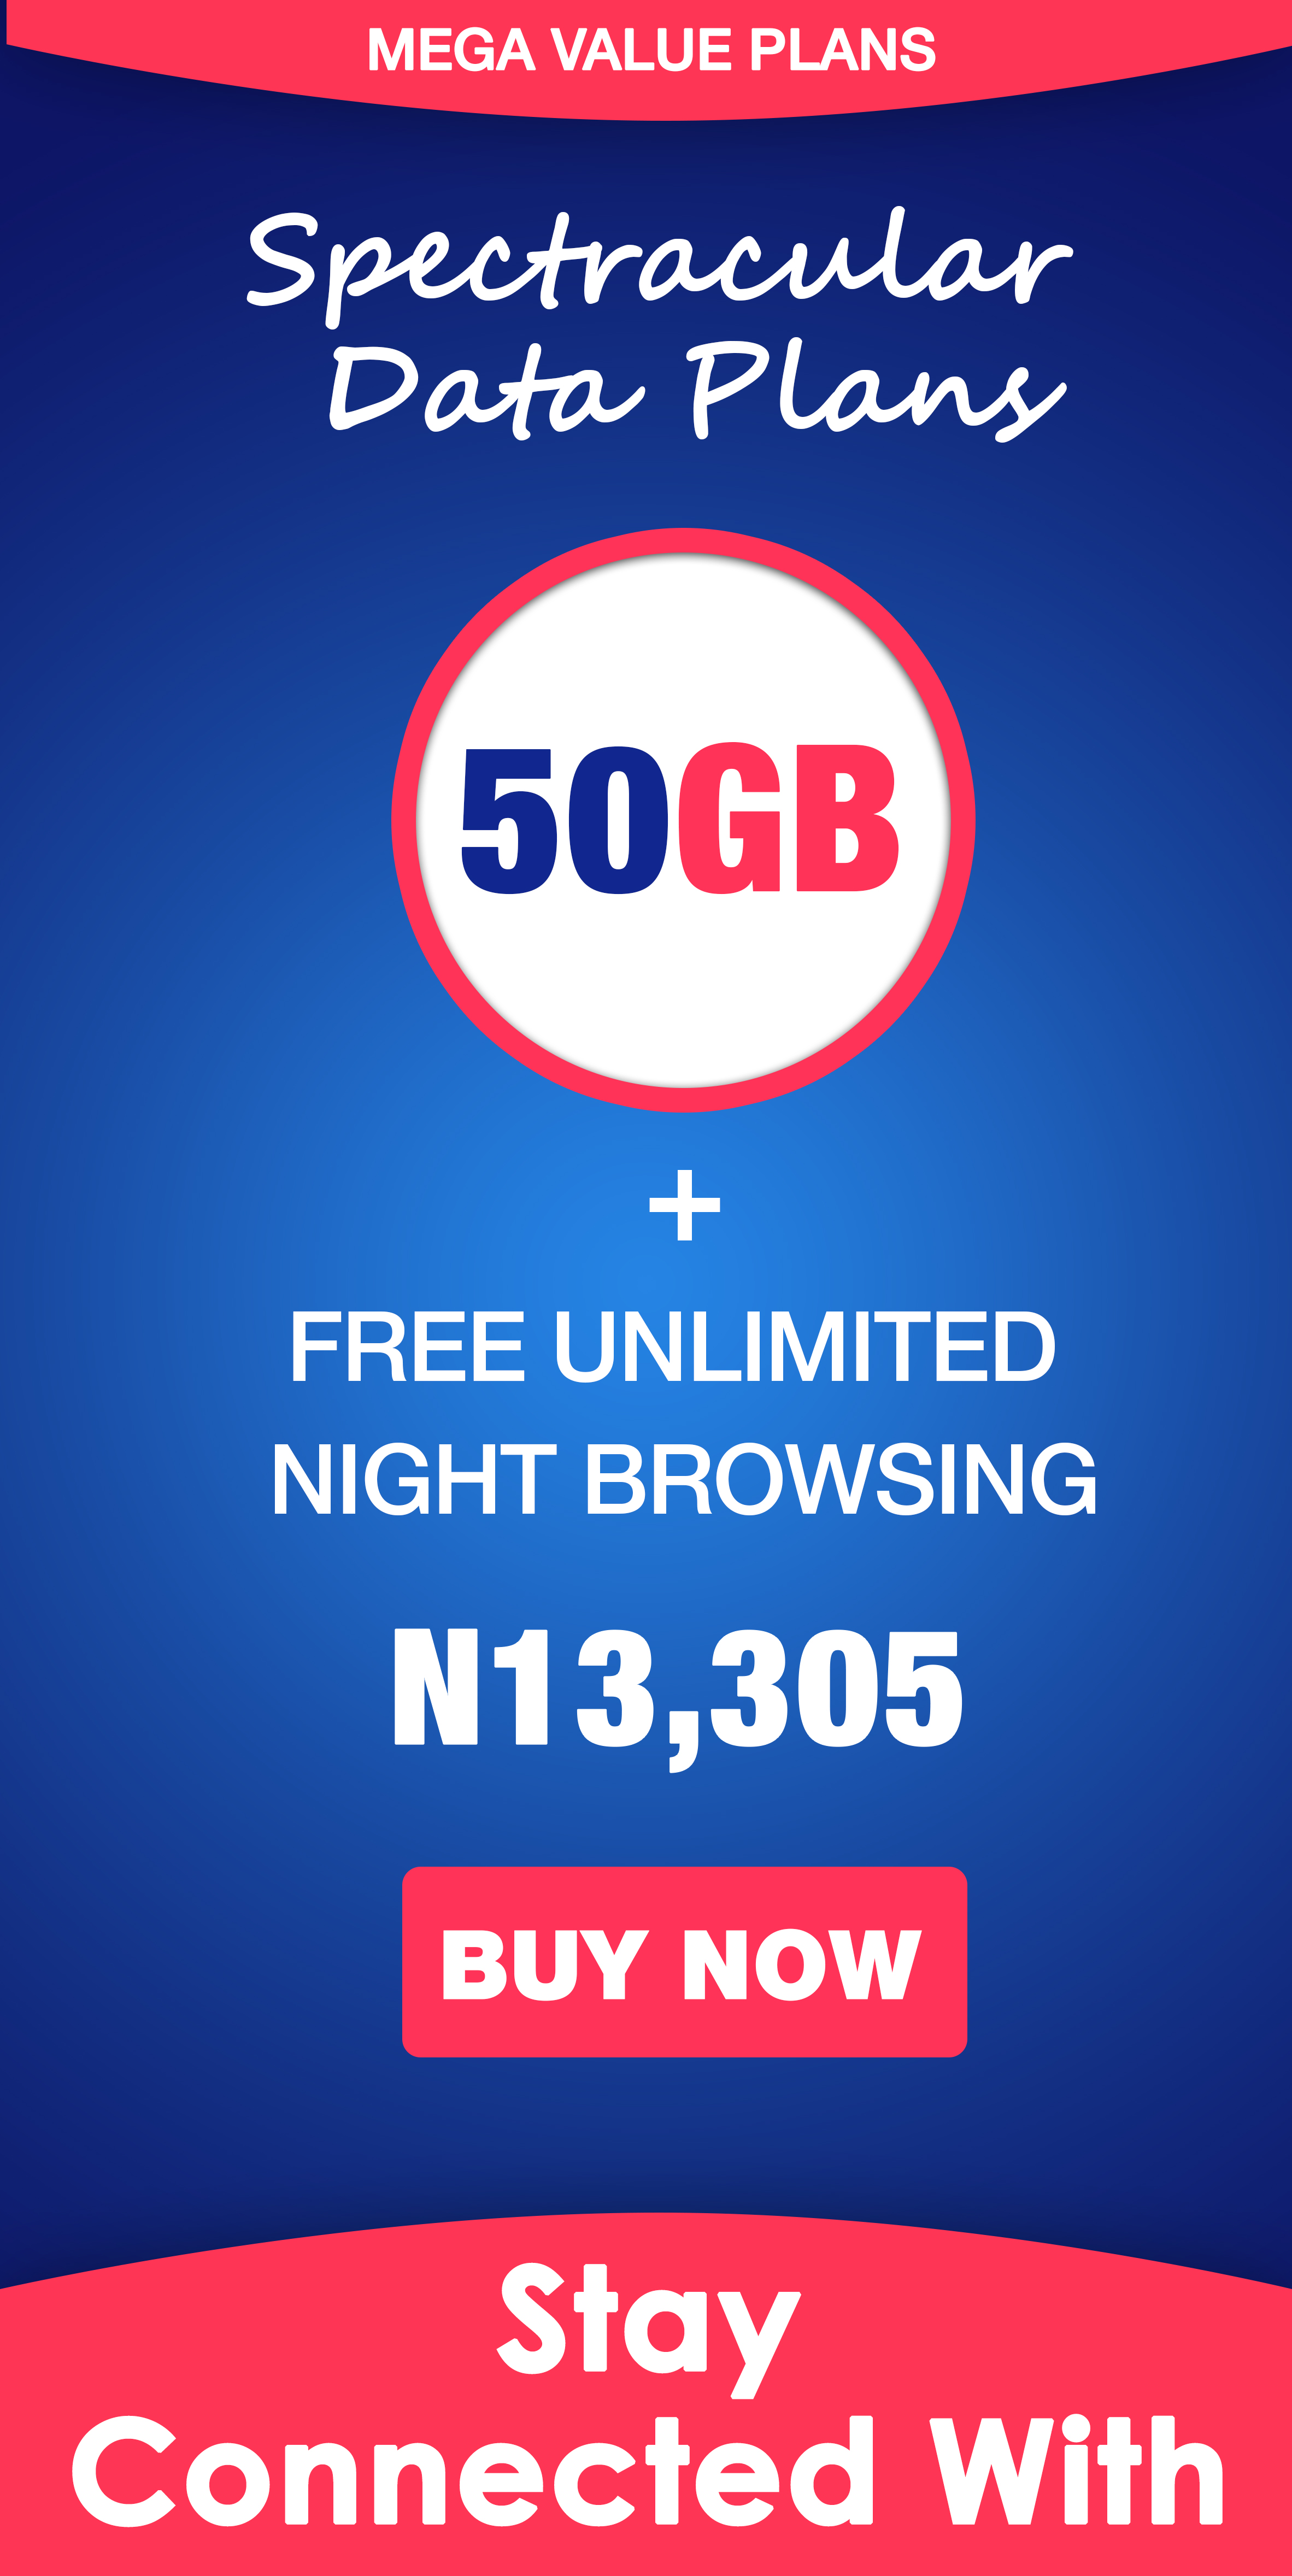 MEGA VALUE PLANS
Spectracular
Data Plans
50GB
+
FREE UNLIMITED
NIGHT BROWSING
N13,305
BUY NOW
Stay
Connected With